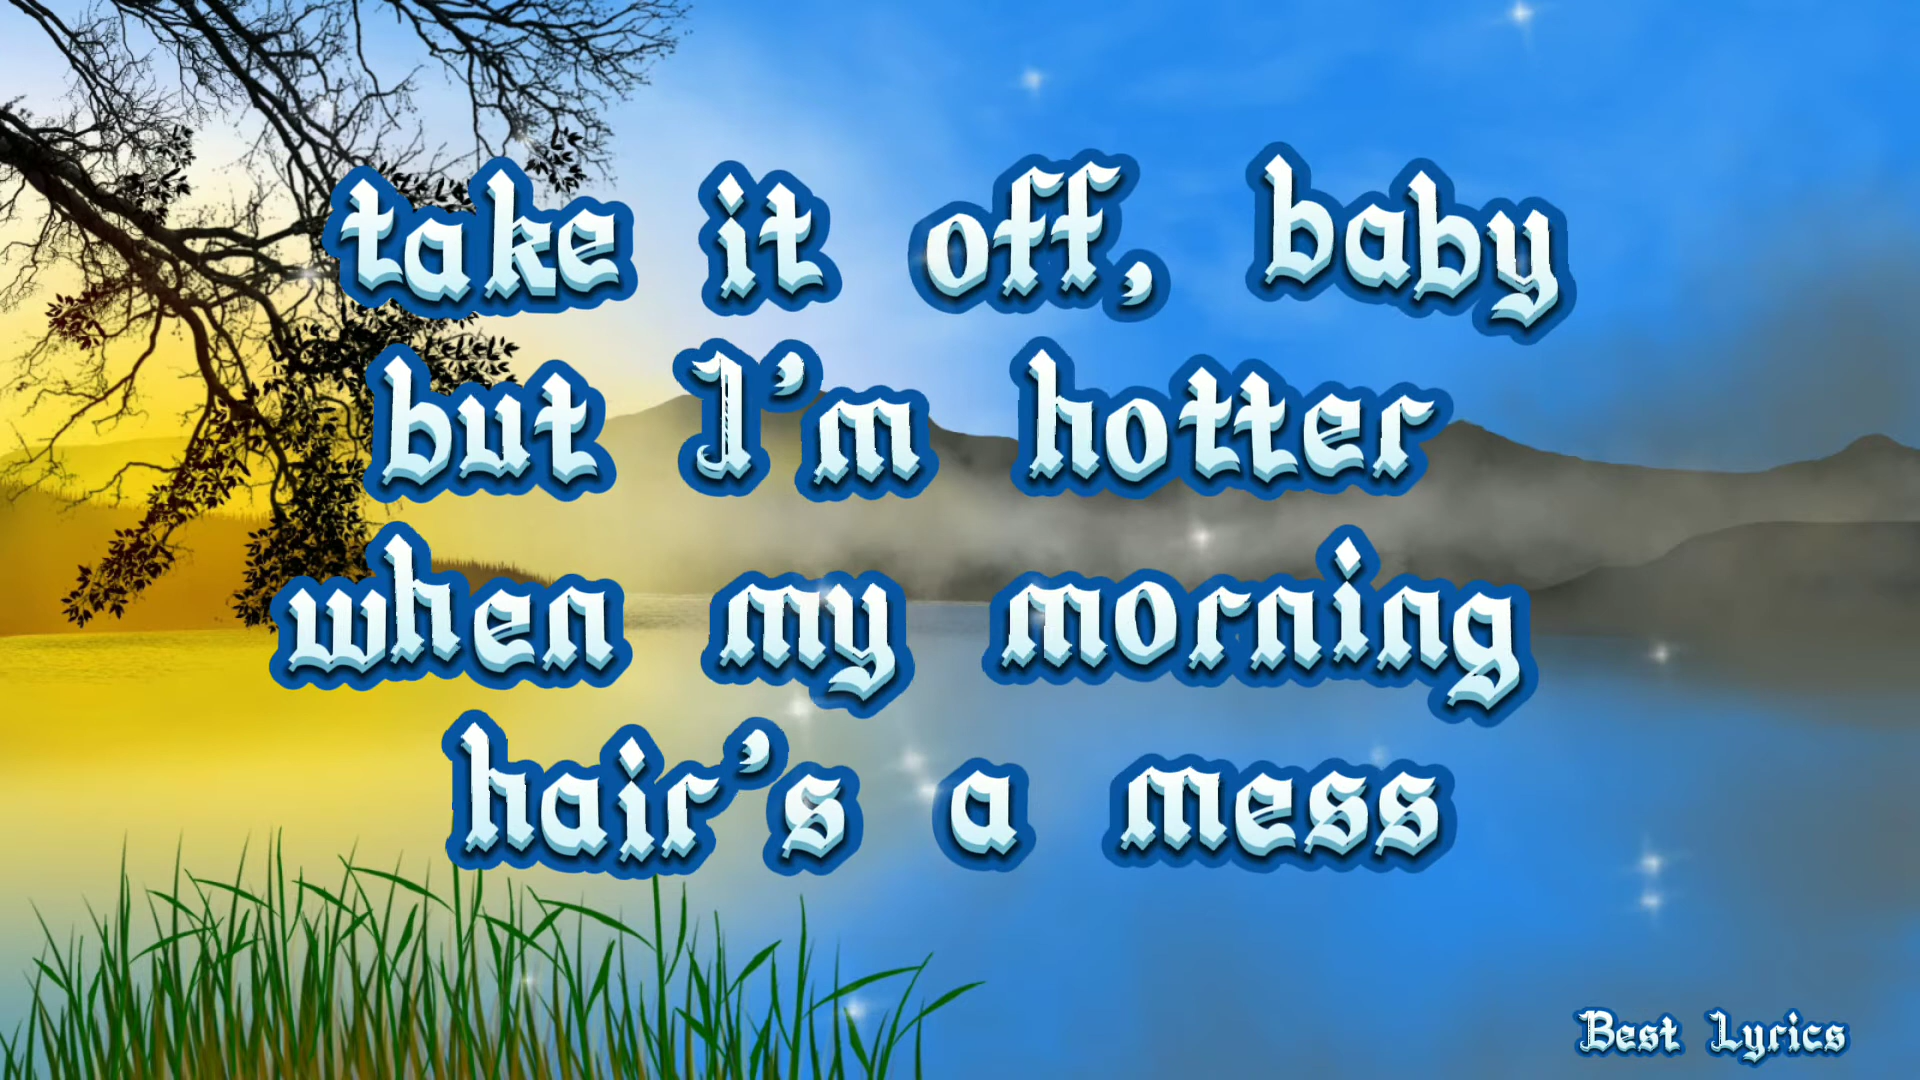 take it off, baby
but I'm hotter
when my morning
hair's a mess
Best Lyrics